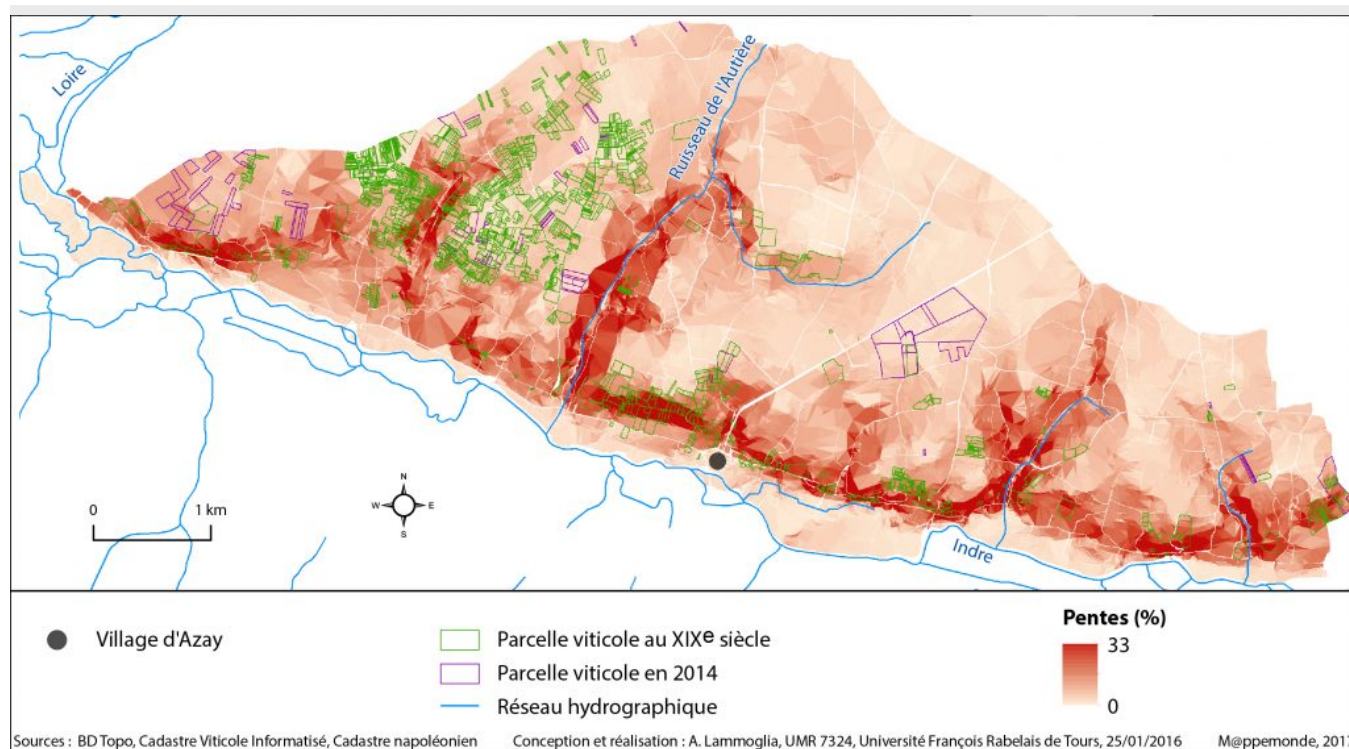 Loire
Ruisseau de l'Autière
N
W E
S
0 1 km
Indre
Village d'Azay
Parcelle viticole au XIXe siècle
Parcelle viticole en 2014
Réseau hydrographique
Pentes (%)
33
0
Sources : BD Topo, Cadastre Viticole Informatisé, Cadastre napoléonien Conception et réalisation : A. Lammoglia, UMR 7324, Université François Rabelais de Tours, 25/01/2016 M@ppemonde, 2017